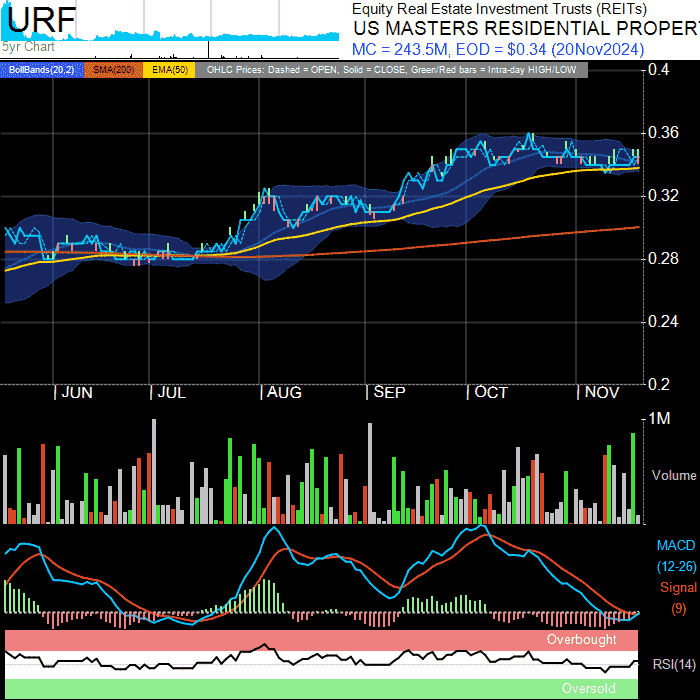 URF
5yr Chart
Equity Real Estate Investment Trusts (REITs)
US MASTERS RESIDENTIAL PROPER
MC = 243.5M, EOD = $0.34 (20Nov2024)
BollBands(20,2) SMA(200) EMA(50) OHLC Prices: Dashed = OPEN, Solid = CLOSE, Green/Red bars = Intra-day HIGH/LOW
0.4
0.36
0.32
0.28
0.24
0.2
JUN JUL AUG SEP OCT NOV
1M
Volume
MACD
(12-26)
Signal
(9)
Overbought
RSI(14)
Oversold